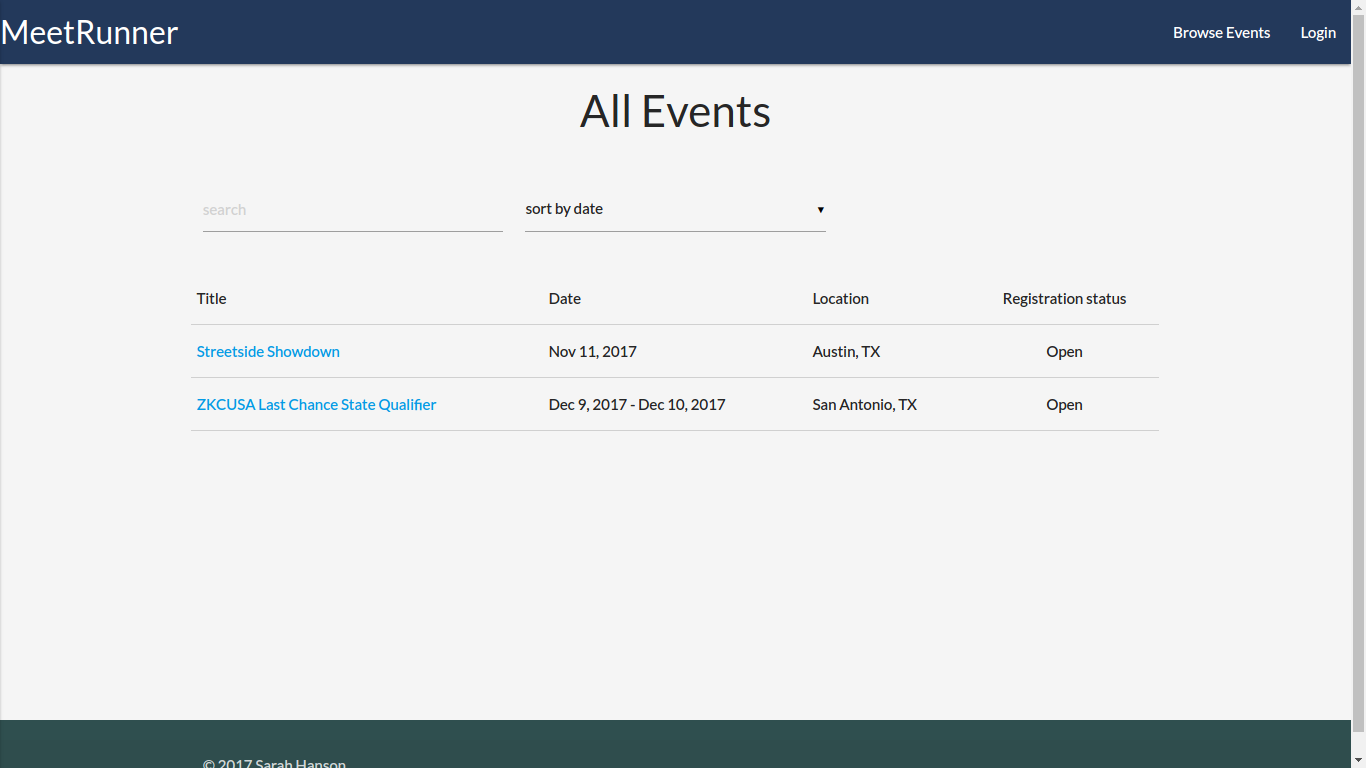 MeetRunner Browse Events Login
All Events
search sort by date
Title Date Location Registration status
Streetside Showdown Nov 11, 2017 Austin, TX Open
ZKCUSA Last Chance State Qualifier Dec 9, 2017 - Dec 10, 2017 San Antonio, TX Open
© 2017 Sarah Hanson